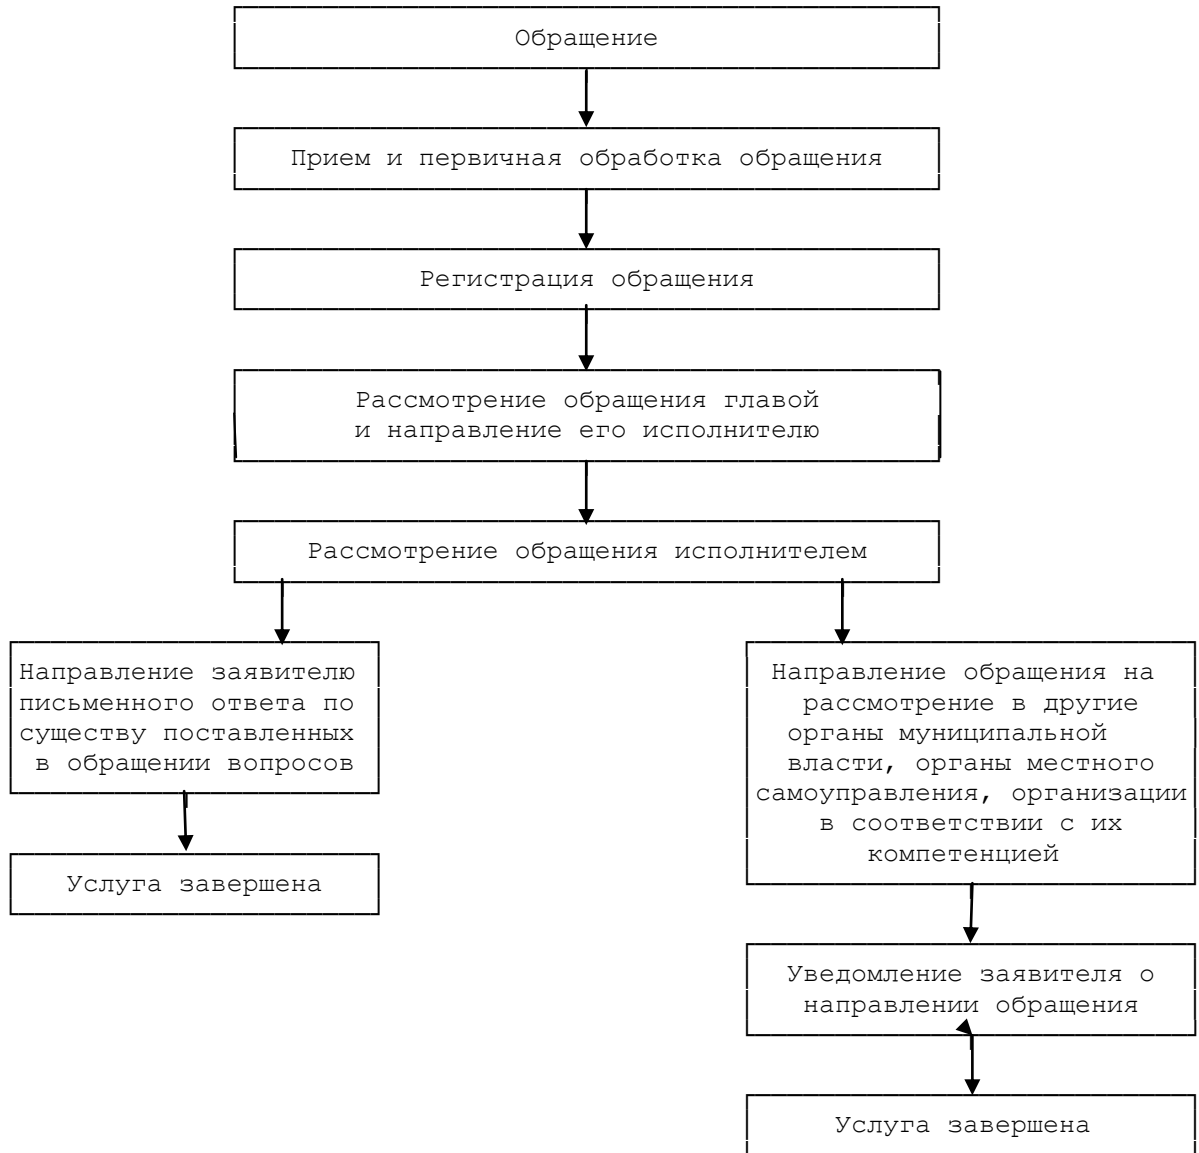 Обращение
Прием и первичная обработка обращения
Регистрация обращения
Рассмотрение обращения главой
и направление его исполнителю
Рассмотрение обращения исполнителем
Направление заявителю
письменного ответа по
существу поставленных
в обращении вопросов
Услуга завершена
Направление обращения на
рассмотрение в другие
органы муниципальной
власти, органы местного
самоуправления, организации
в соответствии с их
компетенцией
Уведомление заявителя о
направлении обращения
Услуга завершена